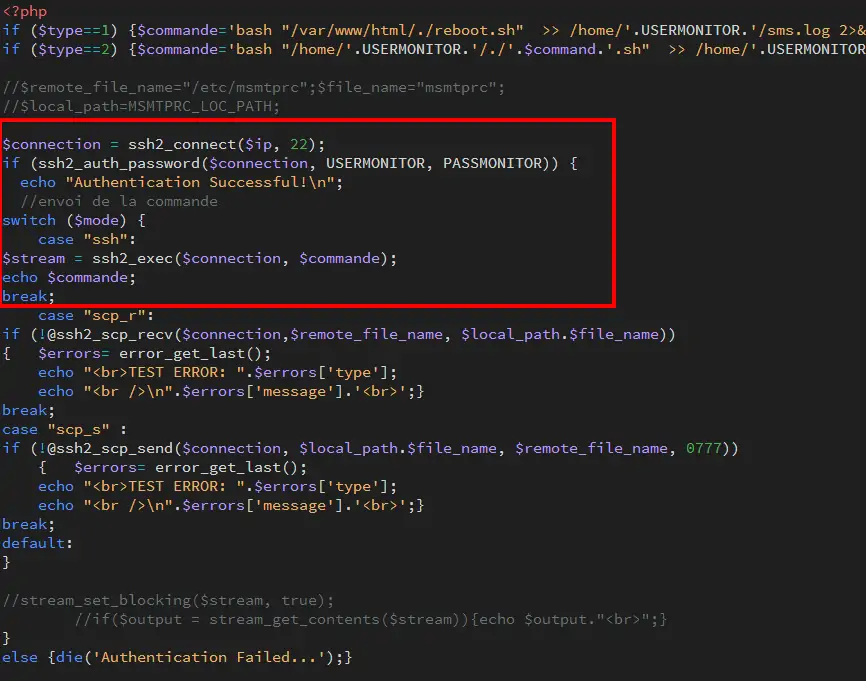 <?php
if ($type==1) {$commande='bash "/var/www/html/./reboot.sh"  >> /home/'.USERMONITOR.'/sms.log 2>&
if ($type==2) {$commande='bash "/home/'.USERMONITOR.'/./'.$command.'.sh"  >> /home/'.USERMONITOR
//$remote_file_name="/etc/msmtprc";$file_name="msmtprc";
//$local_path=MSMTPRC_LOC_PATH;
$connection = ssh2_connect($ip, 22);
if (ssh2_auth_password($connection, USERMONITOR, PASSMONITOR)) {
  echo "Authentication Successful!\n";
  //envoi de la commande
switch ($mode) {
    case "ssh":
$stream = ssh2_exec($connection, $commande);
echo $commande;
break;
    case "scp_r":
if (!@ssh2_scp_recv($connection,$remote_file_name, $local_path.$file_name))
{   $errors= error_get_last();
    echo "<br>TEST ERROR: ".$errors['type'];
    echo "<br />\n".$errors['message'].'<br>';}
break;
case "scp_s" :
if (!@ssh2_scp_send($connection, $local_path.$file_name, $remote_file_name, 0777))
    {   $errors= error_get_last();
    echo "<br>TEST ERROR: ".$errors['type'];
    echo "<br />\n".$errors['message'].'<br>';}
break;
default:
}
//stream_set_blocking($stream, true);
        //if($output = stream_get_contents($stream)){echo $output."<br>";}
}
else {die('Authentication Failed...');}